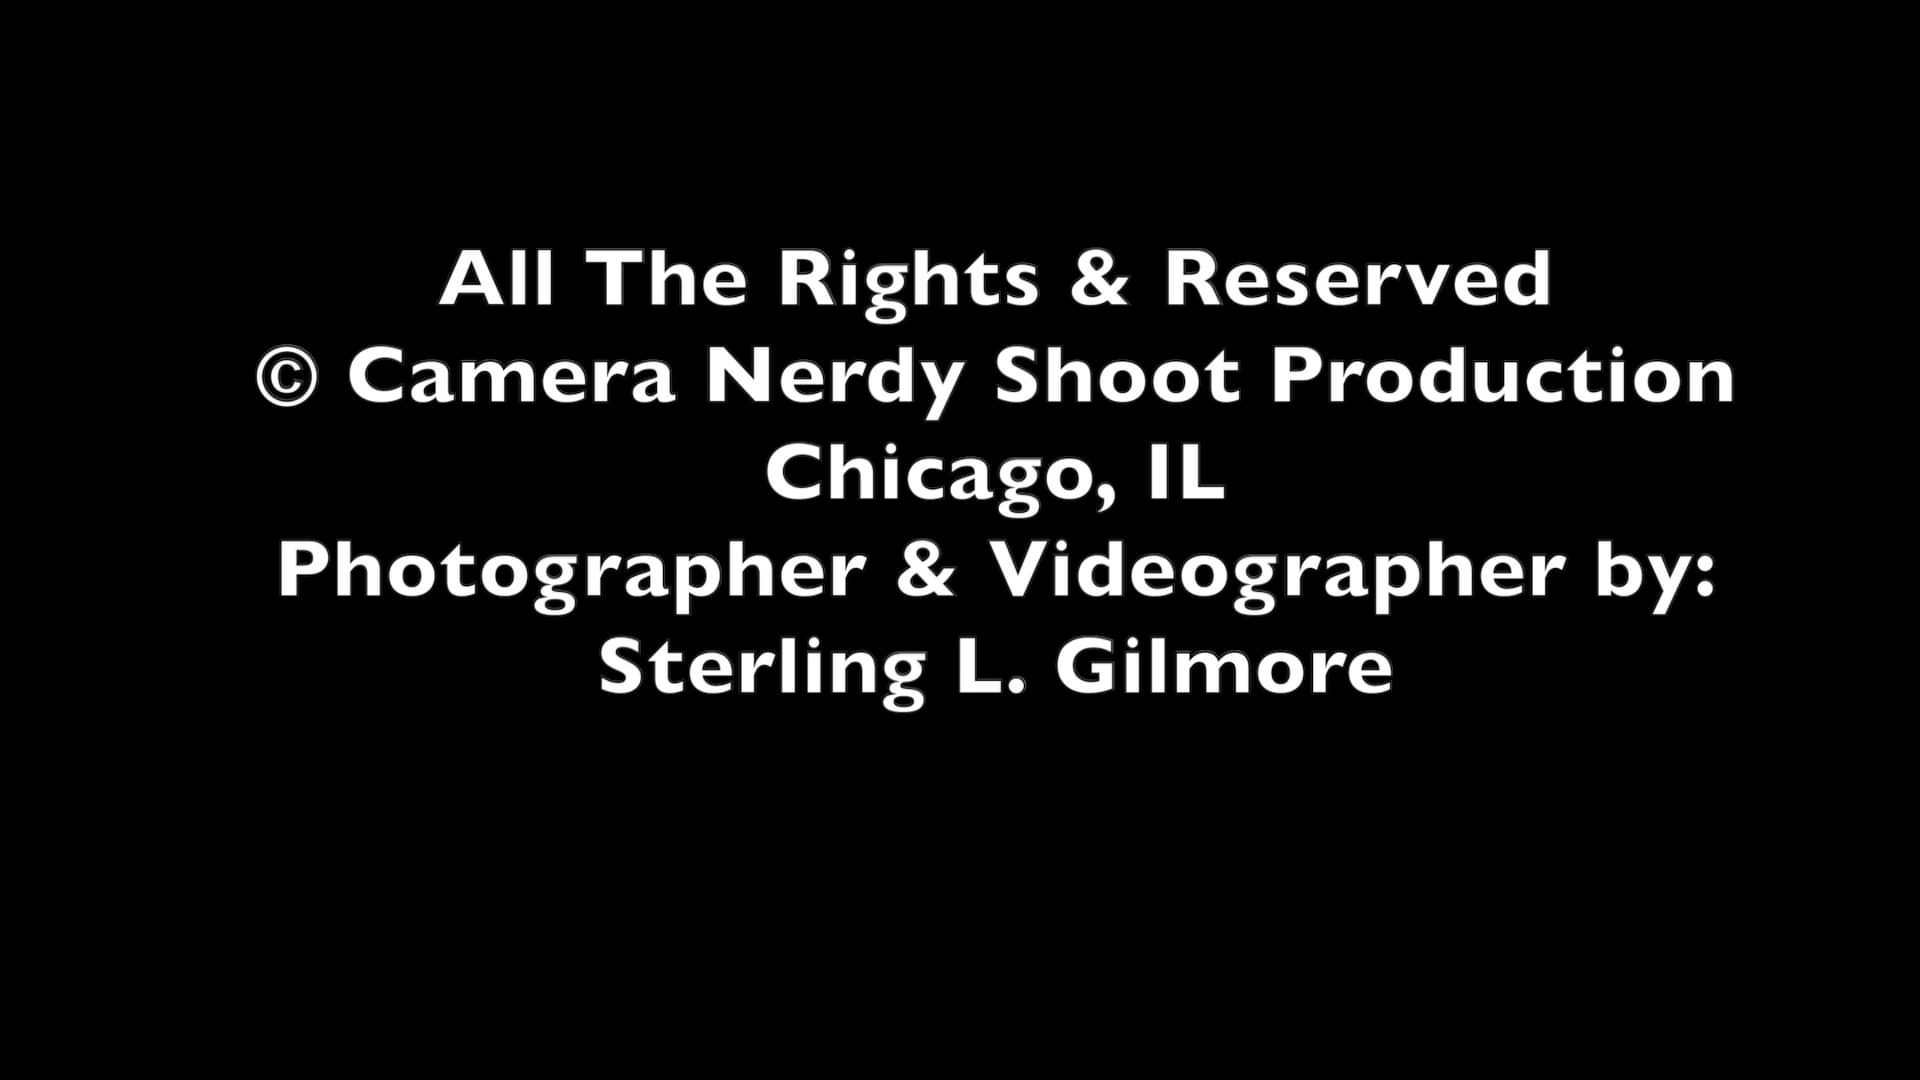 All The Rights & Reserved
© Camera Nerdy Shoot Production
Chicago, IL
Photographer & Videographer by:
Sterling L. Gilmore